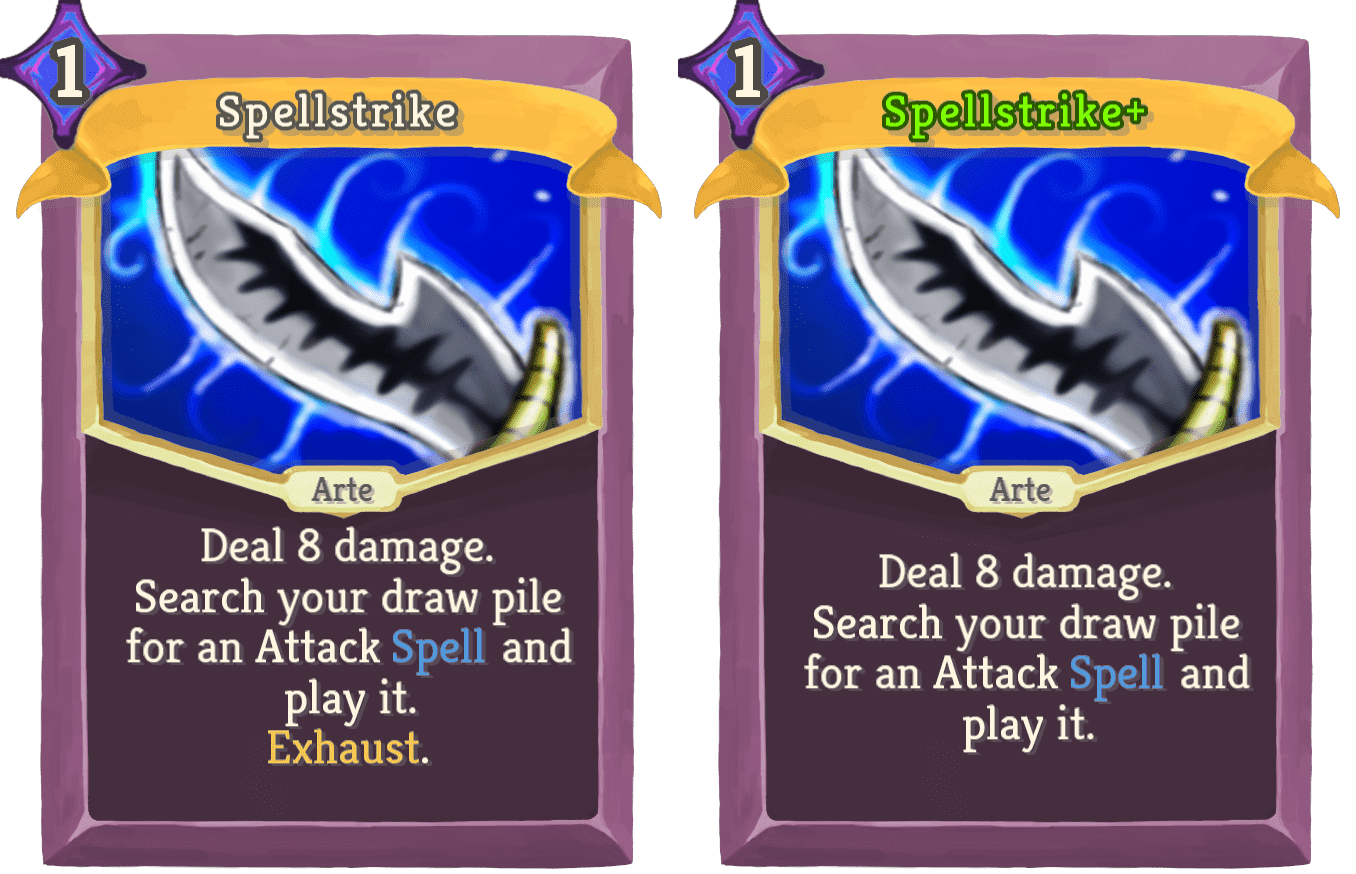 1
Spellstrike
Arte
Deal 8 damage.
Search your draw pile
for an Attack Spell and
play it.
Exhaust.
1
Spellstrike+
Arte
Deal 8 damage.
Search your draw pile
for an Attack Spell and
play it.